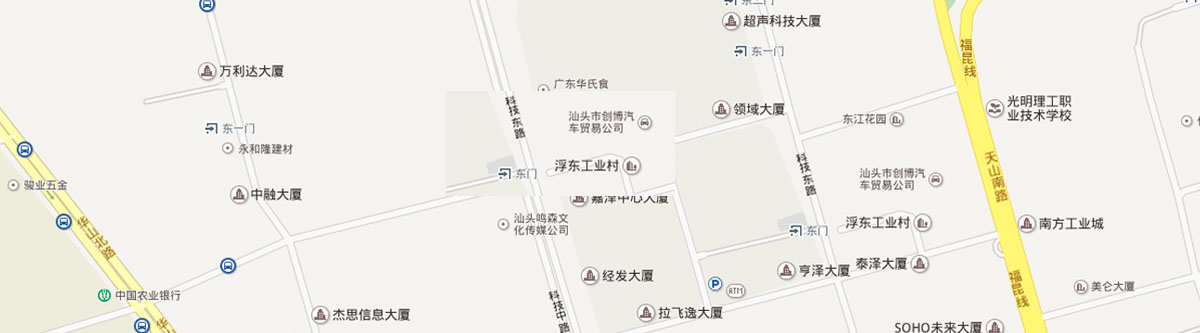 东二门
超声科技大厦
东一门
福昆线
万利达大厦
广东华氏食
科技东路
领域大厦
光明理工职
业技术学校
汕头市创博汽
车贸易公司
东江花园
东一门
永和隆建材
天山南路
科技东路
浮东工业村
东门
骏业五金
中融大厦
嘉泽中心大厦
汕头市创博汽
车贸易公司
汕头鸣森文
化传媒公司
华山北路
浮东工业村
东门
南方工业城
经发大厦
亨泽大厦
泰泽大厦
P
ATM
福昆线
美仑大厦
中国农业银行
科技中路
杰思信息大厦
拉飞逸大厦
SOHO未来大厦
华